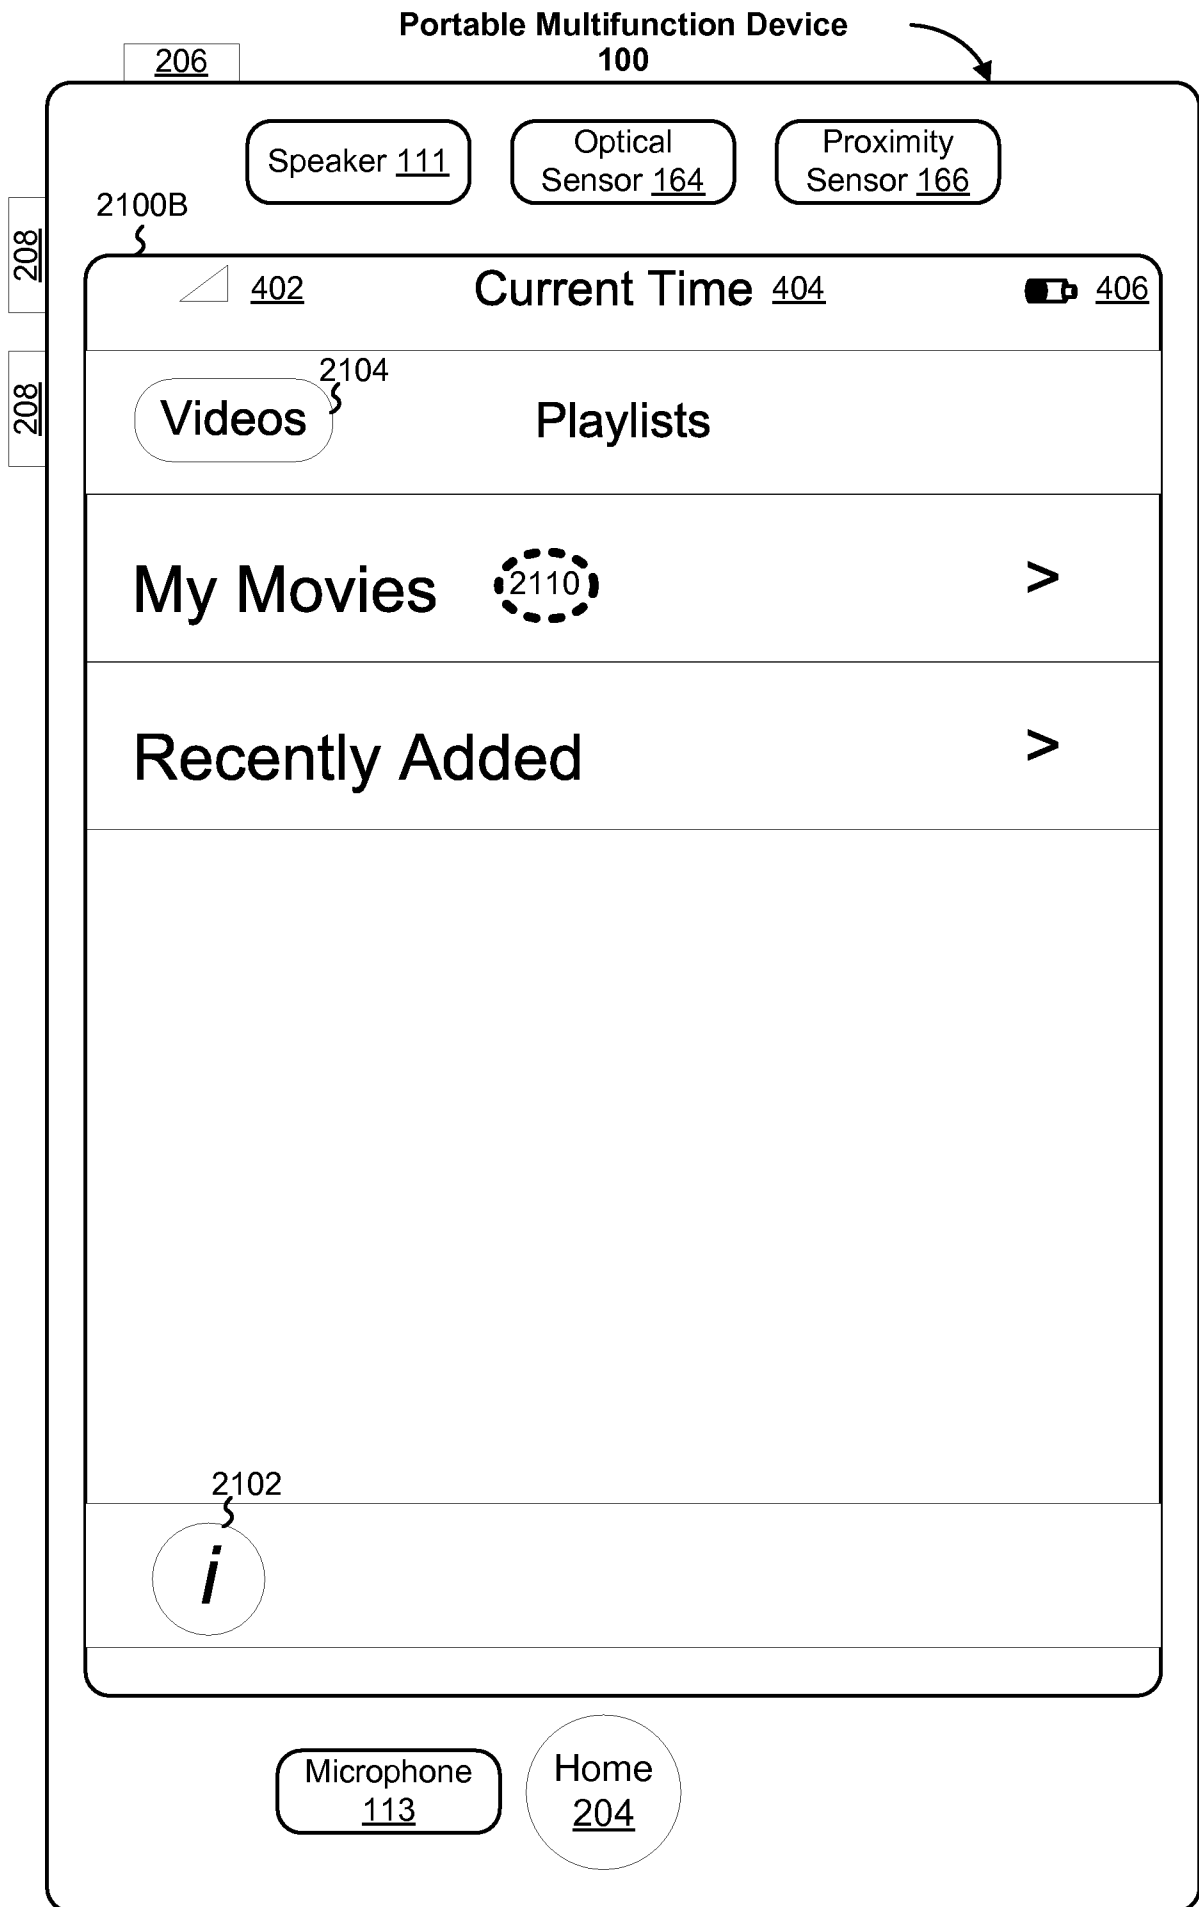 Portable Multifunction Device
100
206
Speaker 111
Optical
Sensor 164
Proximity
Sensor 166
2100B
208
402
Current Time 404
406
2104
208
Videos
Playlists
My Movies
2110
>
Recently Added
>
2102
i
Microphone
113
Home
204